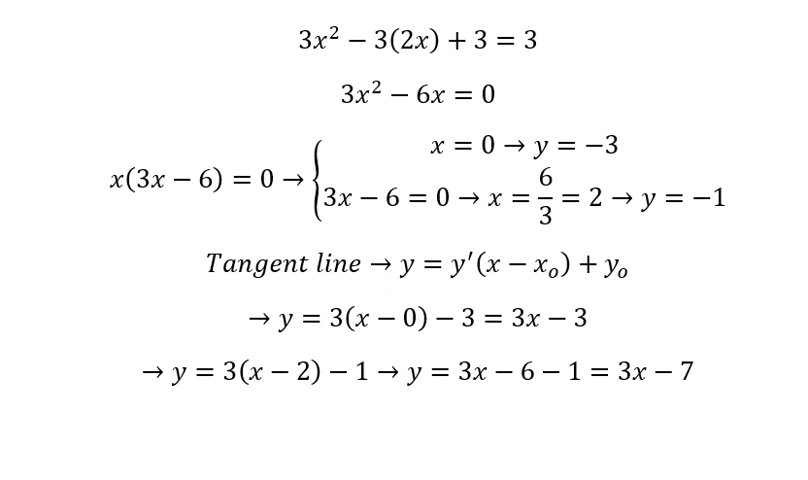 3x² − 3(2x) + 3 = 3
3x² − 6x = 0
x(3x − 6) = 0 → { x = 0 → y = −3
3x − 6 = 0 → x = 6/3 = 2 → y = −1
Tangent line → y = y′(x − xₒ) + yₒ
→ y = 3(x − 0) − 3 = 3x − 3
→ y = 3(x − 2) − 1 → y = 3x − 6 − 1 = 3x − 7